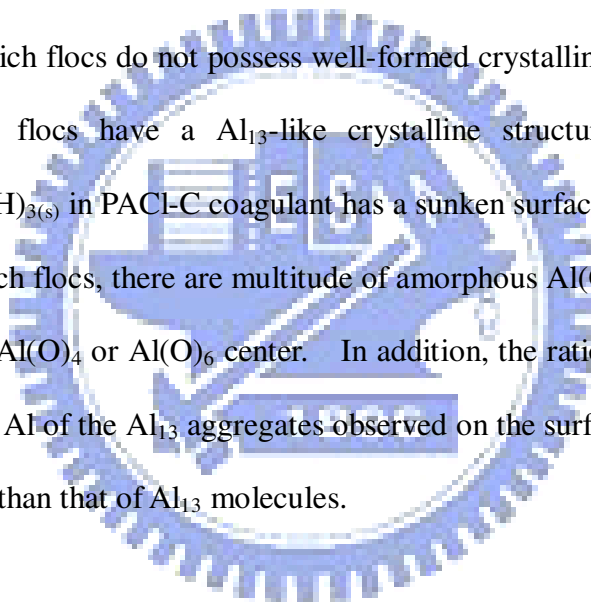 ich flocs do not possess well-formed crystallin
flocs have a Al₁₃-like crystalline structur
H)₃₍ₛ₎ in PACl-C coagulant has a sunken surfac
ch flocs, there are multitude of amorphous Al(
Al(O)₄ or Al(O)₆ center. In addition, the ratio
Al of the Al₁₃ aggregates observed on the surf
than that of Al₁₃ molecules.